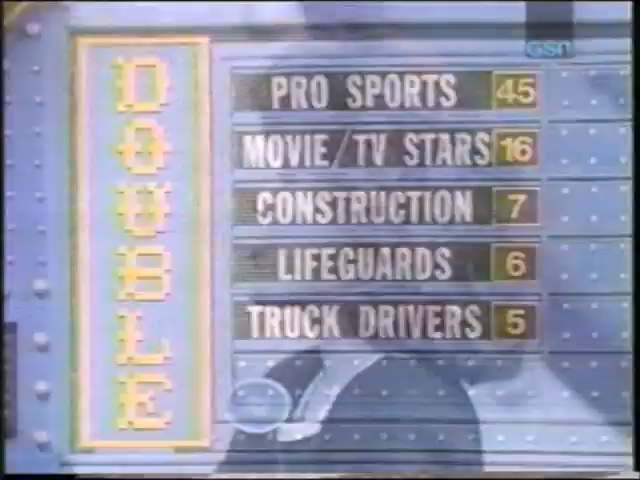 GSN
DOUBLE
PRO SPORTS 45
MOVIE/TV STARS 16
CONSTRUCTION 7
LIFEGUARDS 6
TRUCK DRIVERS 5